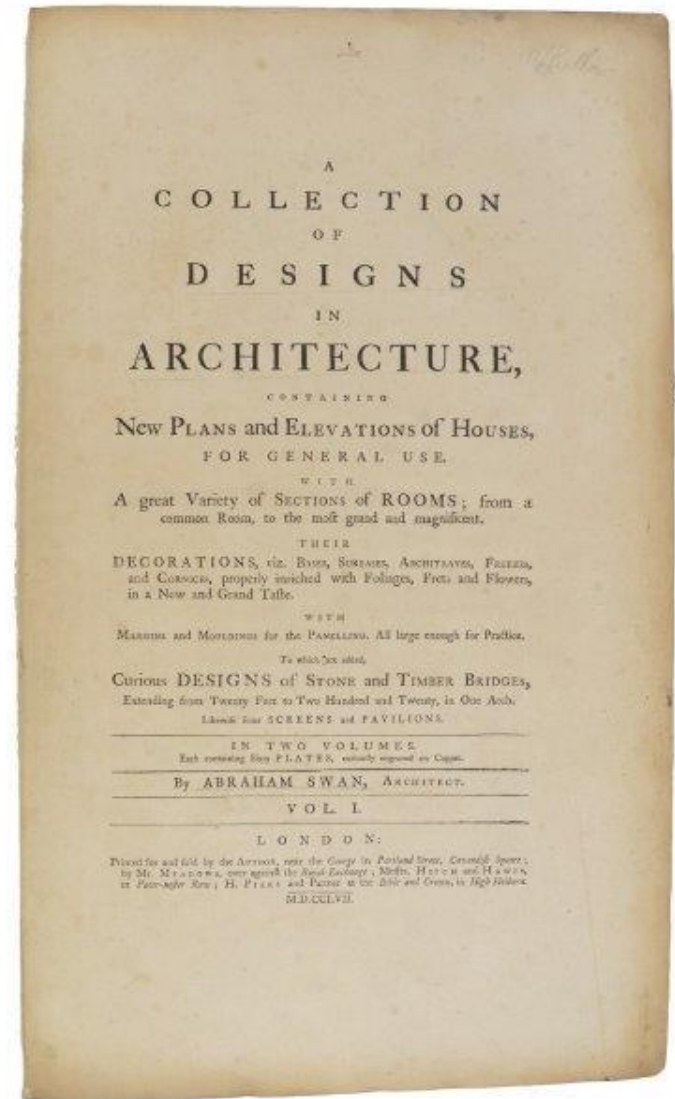 A
COLLECTION
OF
DESIGNS
IN
ARCHITECTURE,
CONTAINING
New PLANS and ELEVATIONS of HOUSES,
FOR GENERAL USE.
WITH
A great Variety of SECTIONS of ROOMS; from a
common Room, to the moſt grand and magnificent.
THEIR
DECORATIONS, viz. BASES, SURBASES, ARCHITRAVES, FREEZES,
and CORNICES, properly inriched with Foliages, Frets and Flowers,
in a New and Grand Taſte.
WITH
MARGINS and MOULDINGS for the PANELLING. All large enough for Practice.
To which are added,
Curious DESIGNS of STONE and TIMBER BRIDGES,
Extending from Twenty Feet to Two Hundred and Twenty, in One Arch.
Likewiſe ſome SCREENS and PAVILIONS.
IN TWO VOLUMES.
Each containing Sixty PLATES, curiouſly engraved on Copper.
By ABRAHAM SWAN, ARCHITECT.
VOL. I.
LONDON:
Printed for and ſold by the AUTHOR, near the George in Portland Street, Cavendiſh Square;
by Mr. MEADOWS, over againſt the Royal Exchange; Meſſrs. HITCH and HAWES,
in Pater-noſter Row; H. PIERS and Partner at the Bible and Crown, in High Holborn.
M.DCCLVII.